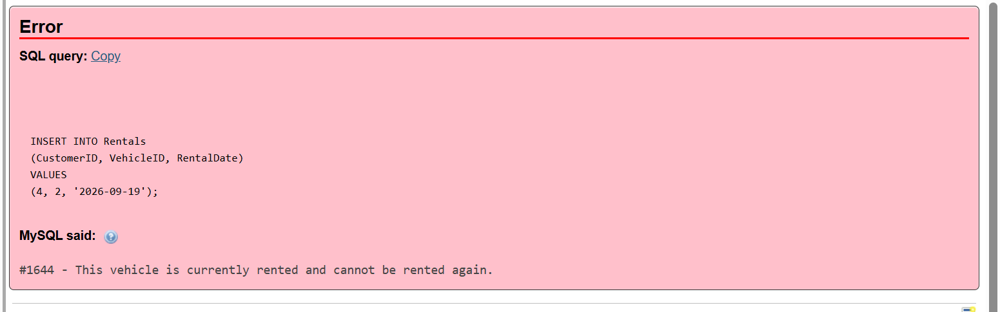 Error
SQL query: Copy
INSERT INTO Rentals
(CustomerID, VehicleID, RentalDate)
VALUES
(4, 2, '2026-09-19');
MySQL said:
#1644 - This vehicle is currently rented and cannot be rented again.